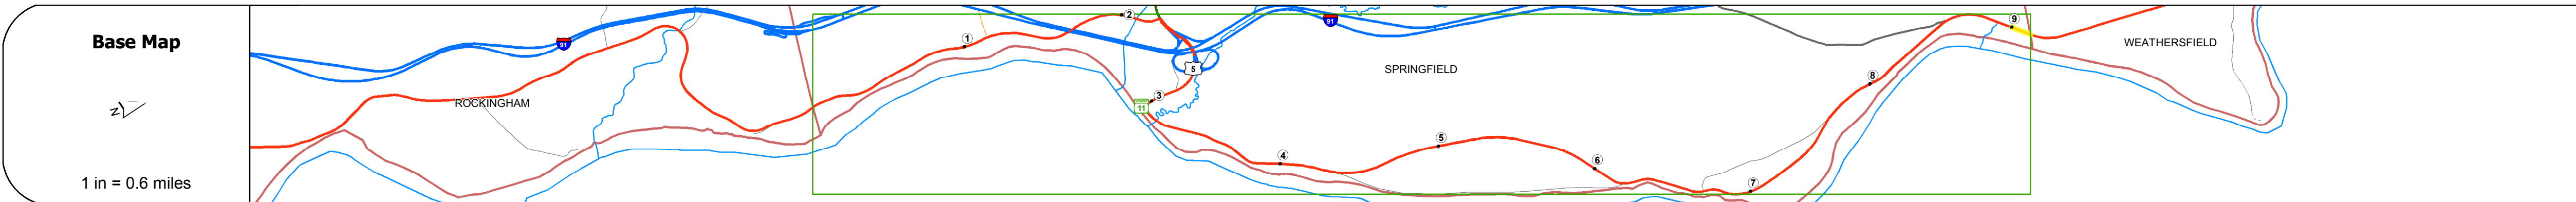 Base Map
N
1 in = 0.6 miles
91
ROCKINGHAM
1
2
5
3
11
91
SPRINGFIELD
4
5
6
7
8
9
WEATHERSFIELD